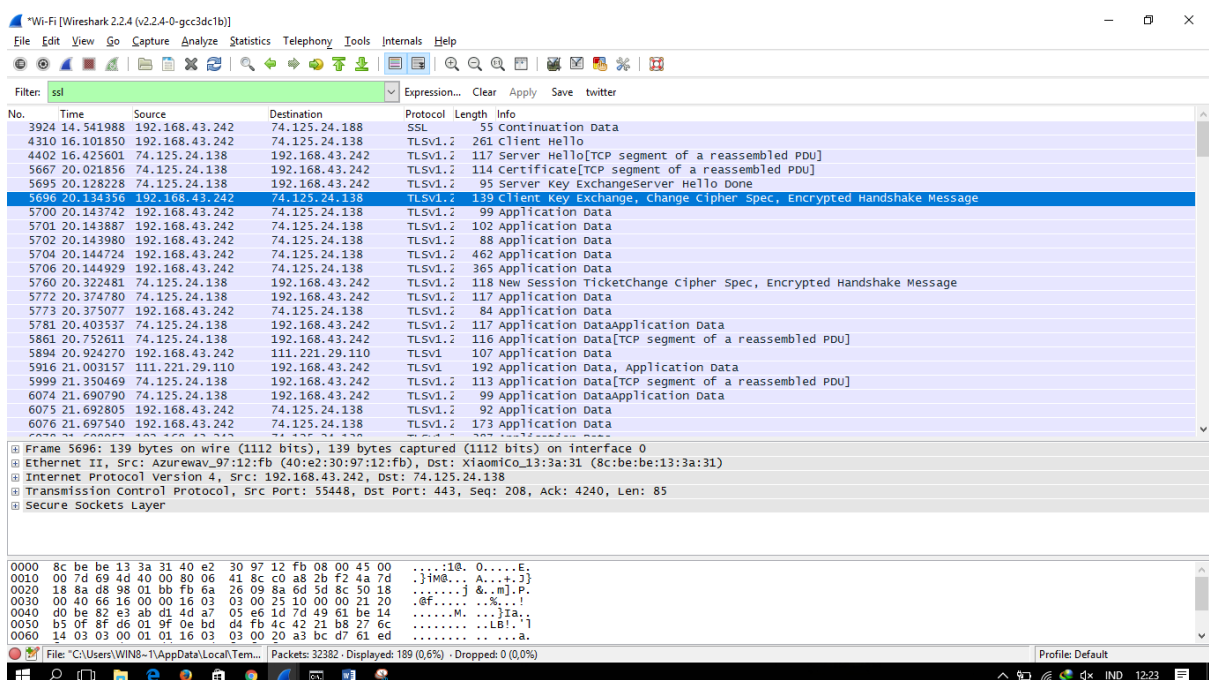 *Wi-Fi [Wireshark 2.2.4 (v2.2.4-0-gcc3dc1b)]
File Edit View Go Capture Analyze Statistics Telephony Tools Internals Help
Filter: ssl Expression... Clear Apply Save twitter
No. Time Source Destination Protocol Length Info
3924 14.541988 192.168.43.242 74.125.24.188 SSL 55 Continuation Data
4310 16.101850 192.168.43.242 74.125.24.138 TLSv1.2 261 Client Hello
4402 16.425601 74.125.24.138 192.168.43.242 TLSv1.2 117 Server Hello[TCP segment of a reassembled PDU]
5667 20.021856 74.125.24.138 192.168.43.242 TLSv1.2 114 Certificate[TCP segment of a reassembled PDU]
5695 20.128228 74.125.24.138 192.168.43.242 TLSv1.2 95 Server Key ExchangeServer Hello Done
5696 20.134356 192.168.43.242 74.125.24.138 TLSv1.2 139 Client Key Exchange, Change Cipher Spec, Encrypted Handshake Message
5700 20.143742 192.168.43.242 74.125.24.138 TLSv1.2 99 Application Data
5701 20.143887 192.168.43.242 74.125.24.138 TLSv1.2 102 Application Data
5702 20.143980 192.168.43.242 74.125.24.138 TLSv1.2 88 Application Data
5704 20.144724 192.168.43.242 74.125.24.138 TLSv1.2 462 Application Data
5706 20.144929 192.168.43.242 74.125.24.138 TLSv1.2 365 Application Data
5760 20.322481 74.125.24.138 192.168.43.242 TLSv1.2 118 New Session TicketChange Cipher Spec, Encrypted Handshake Message
5772 20.374780 74.125.24.138 192.168.43.242 TLSv1.2 117 Application Data
5773 20.375077 192.168.43.242 74.125.24.138 TLSv1.2 84 Application Data
5781 20.403537 74.125.24.138 192.168.43.242 TLSv1.2 117 Application DataApplication Data
5861 20.752611 74.125.24.138 192.168.43.242 TLSv1.2 116 Application Data[TCP segment of a reassembled PDU]
5894 20.924270 192.168.43.242 111.221.29.110 TLSv1 107 Application Data
5916 21.003157 111.221.29.110 192.168.43.242 TLSv1 192 Application Data, Application Data
5999 21.350469 74.125.24.138 192.168.43.242 TLSv1.2 113 Application Data[TCP segment of a reassembled PDU]
6074 21.690790 74.125.24.138 192.168.43.242 TLSv1.2 99 Application DataApplication Data
6075 21.692805 192.168.43.242 74.125.24.138 TLSv1.2 92 Application Data
6076 21.697540 192.168.43.242 74.125.24.138 TLSv1.2 173 Application Data
Frame 5696: 139 bytes on wire (1112 bits), 139 bytes captured (1112 bits) on interface 0
Ethernet II, Src: Azurewav_97:12:fb (40:e2:30:97:12:fb), Dst: XiaomiCo_13:3a:31 (8c:be:be:13:3a:31)
Internet Protocol Version 4, Src: 192.168.43.242, Dst: 74.125.24.138
Transmission Control Protocol, Src Port: 55448, Dst Port: 443, Seq: 208, Ack: 4240, Len: 85
Secure Sockets Layer
0000 8c be be 13 3a 31 40 e2 30 97 12 fb 08 00 45 00 ....:1@. 0.....E.
0010 00 7d 69 4d 40 00 80 06 41 8c c0 a8 2b f2 4a 7d .}iM@... A...+.J}
0020 18 8a d8 98 01 bb fb 6a 26 09 8a 6d 5d 8c 50 18 .......j &..m].P.
0030 00 40 66 16 00 00 16 03 03 00 25 10 00 00 21 20 .@f..... ..%...!
0040 d0 be 82 e3 ab d1 4d a7 05 e6 1d 7d 49 61 be 14 ......M. ...}Ia..
0050 b5 0f 8f d6 01 9f 0e bd d4 fb 4c 42 21 b8 27 6c ........ ..LB!.'l
0060 14 03 03 00 01 01 16 03 03 00 20 a3 bc d7 61 ed ........ .. ...a.
File: "C:\Users\WIN8~1\AppData\Local\Tem... Packets: 32382 · Displayed: 189 (0,6%) · Dropped: 0 (0,0%) Profile: Default
IND 12:23